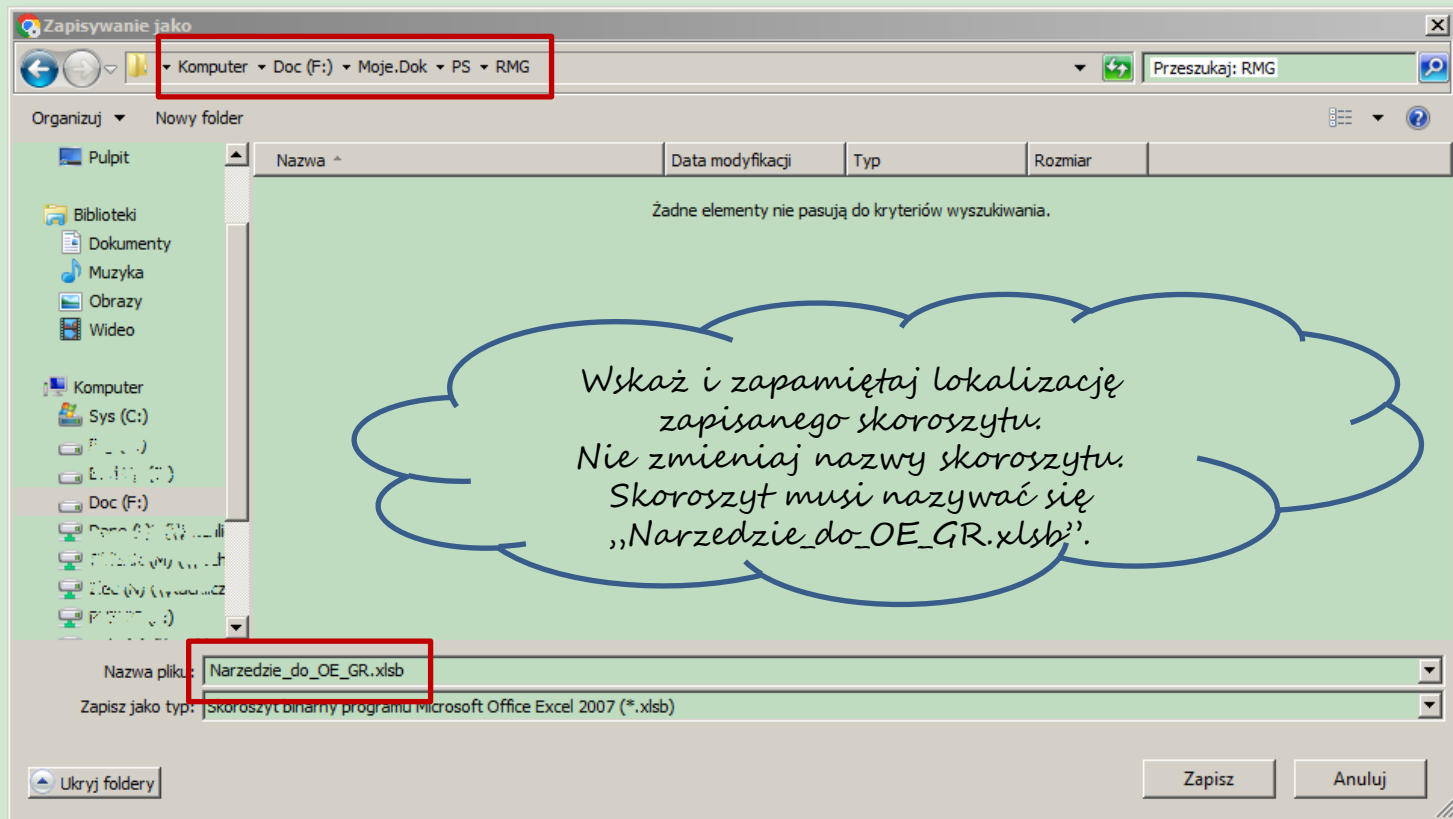 Zapisywanie jako
Komputer Doc (F:) Moje.Dok PS RMG
Przeszukaj: RMG
Organizuj Nowy folder
Pulpit
Biblioteki
Dokumenty
Muzyka
Obrazy
Wideo
Komputer
Sys (C:)
Doc (F:)
Nazwa Data modyfikacji Typ Rozmiar
Żadne elementy nie pasują do kryteriów wyszukiwania.
Wskaż i zapamiętaj lokalizację
zapisanego skoroszytu.
Nie zmieniaj nazwy skoroszytu.
Skoroszyt musi nazywać się
,,Narzedzie_do_OE_GR.xlsb”.
Nazwa pliku: Narzedzie_do_OE_GR.xlsb
Zapisz jako typ: Skoroszyt binarny programu Microsoft Office Excel 2007 (*.xlsb)
Ukryj foldery
Zapisz Anuluj